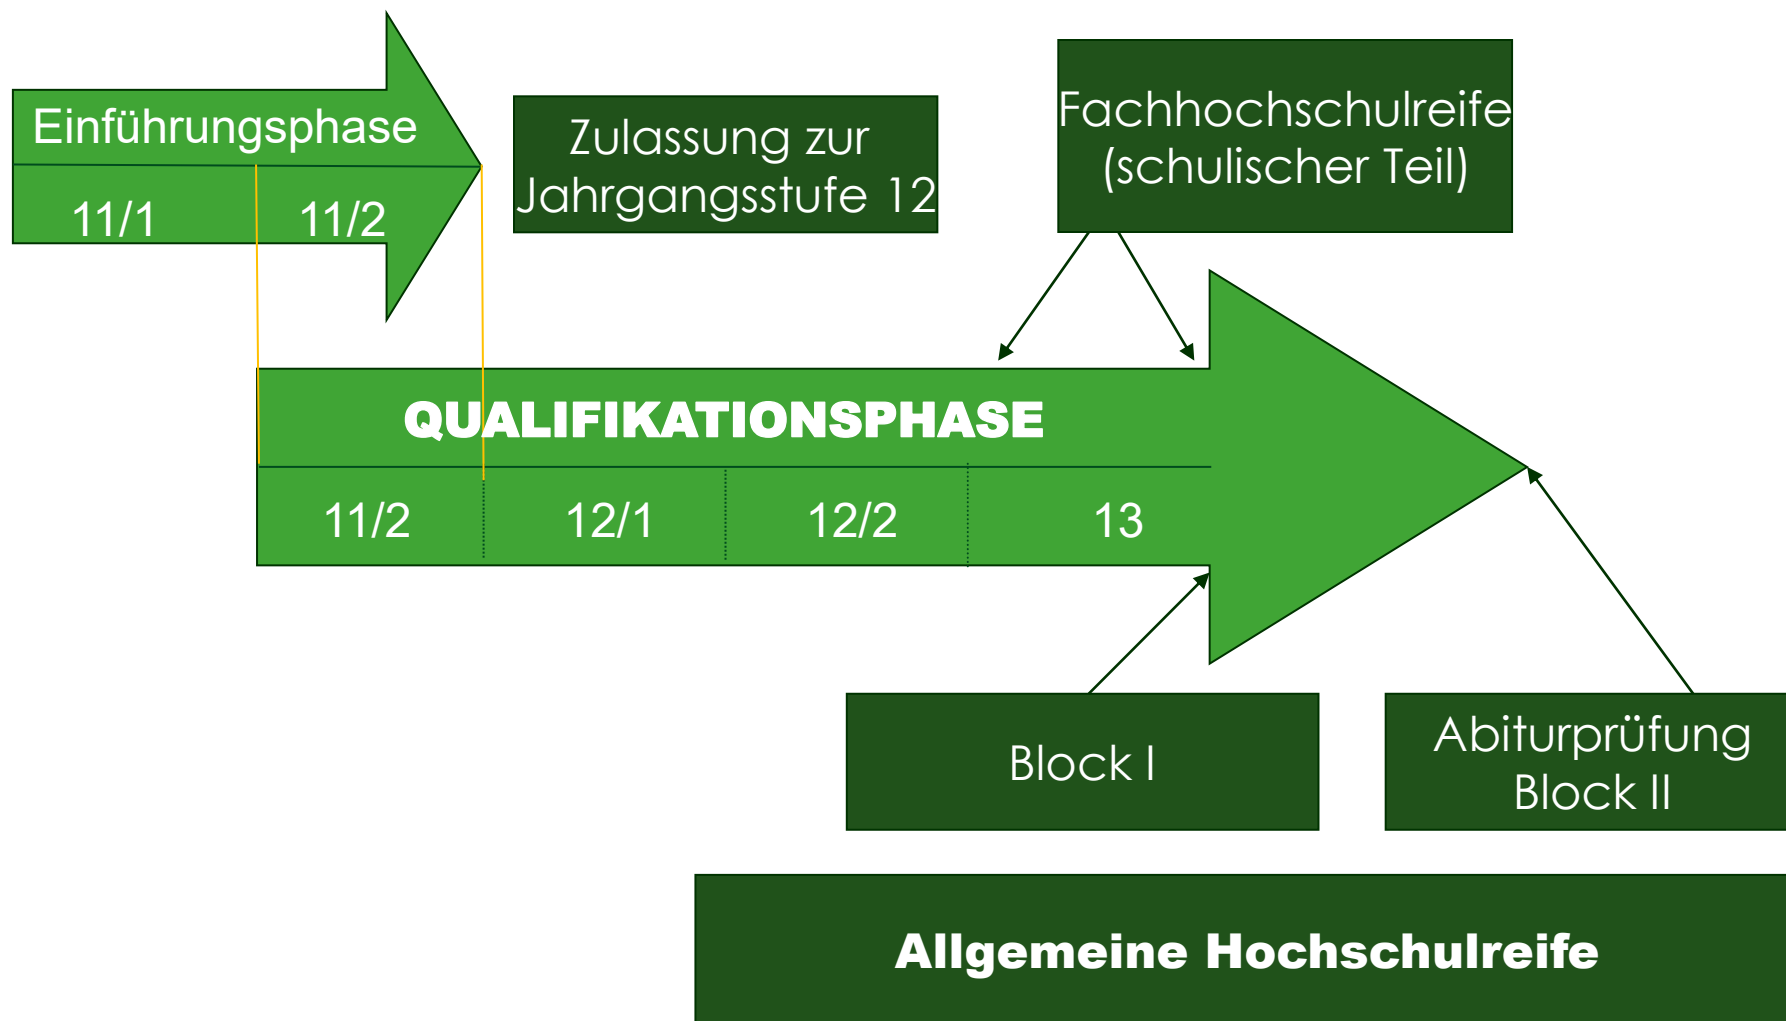 Einführungsphase
11/1
11/2
Zulassung zur
Jahrgangsstufe 12
Fachhochschulreife
(schulischer Teil)
QUALIFIKATIONSPHASE
11/2
12/1
12/2
13
Block I
Abiturprüfung
Block II
Allgemeine Hochschulreife